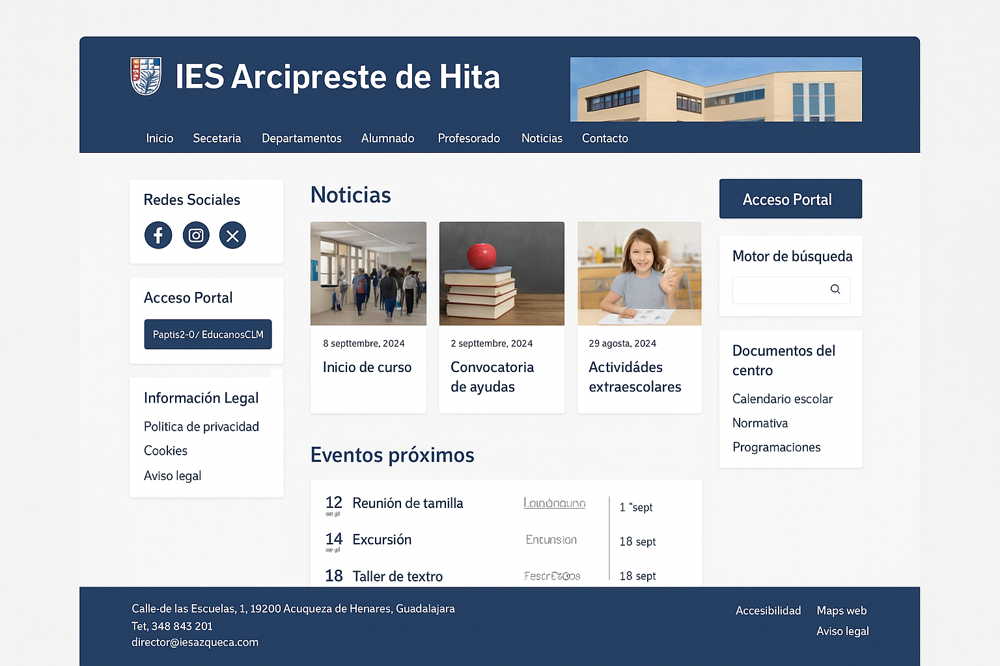 IES Arcipreste de Hita
Inicio Secetaria Departamentos Alumnado Profesorado Noticias Contacto
Redes Sociales
Acceso Portal
Paptis2-0/ EducanosCLM
Información Legal
Politica de privacidad
Cookies
Aviso legal
Noticias
8 septtembre, 2024
Inicio de curso
2 septtembre, 2024
Convocatoria
de ayudas
29 agosta, 2024
Actividádes
extraescolares
Eventos próximos
12 Reunión de tamilla 1 "sept
14 Excursión Entunsion 18 sept
18 Taller de textro 18 sept
Acceso Portal
Motor de búsqueda
Documentos del
centro
Calendario escolar
Normativa
Programaciones
Calle-de las Escuelas, 1, 19200 Acuqueza de Henares, Guadalajara
Tet, 348 843 201
director@iesazqueca.com
Accesibilidad Maps web
Aviso legal